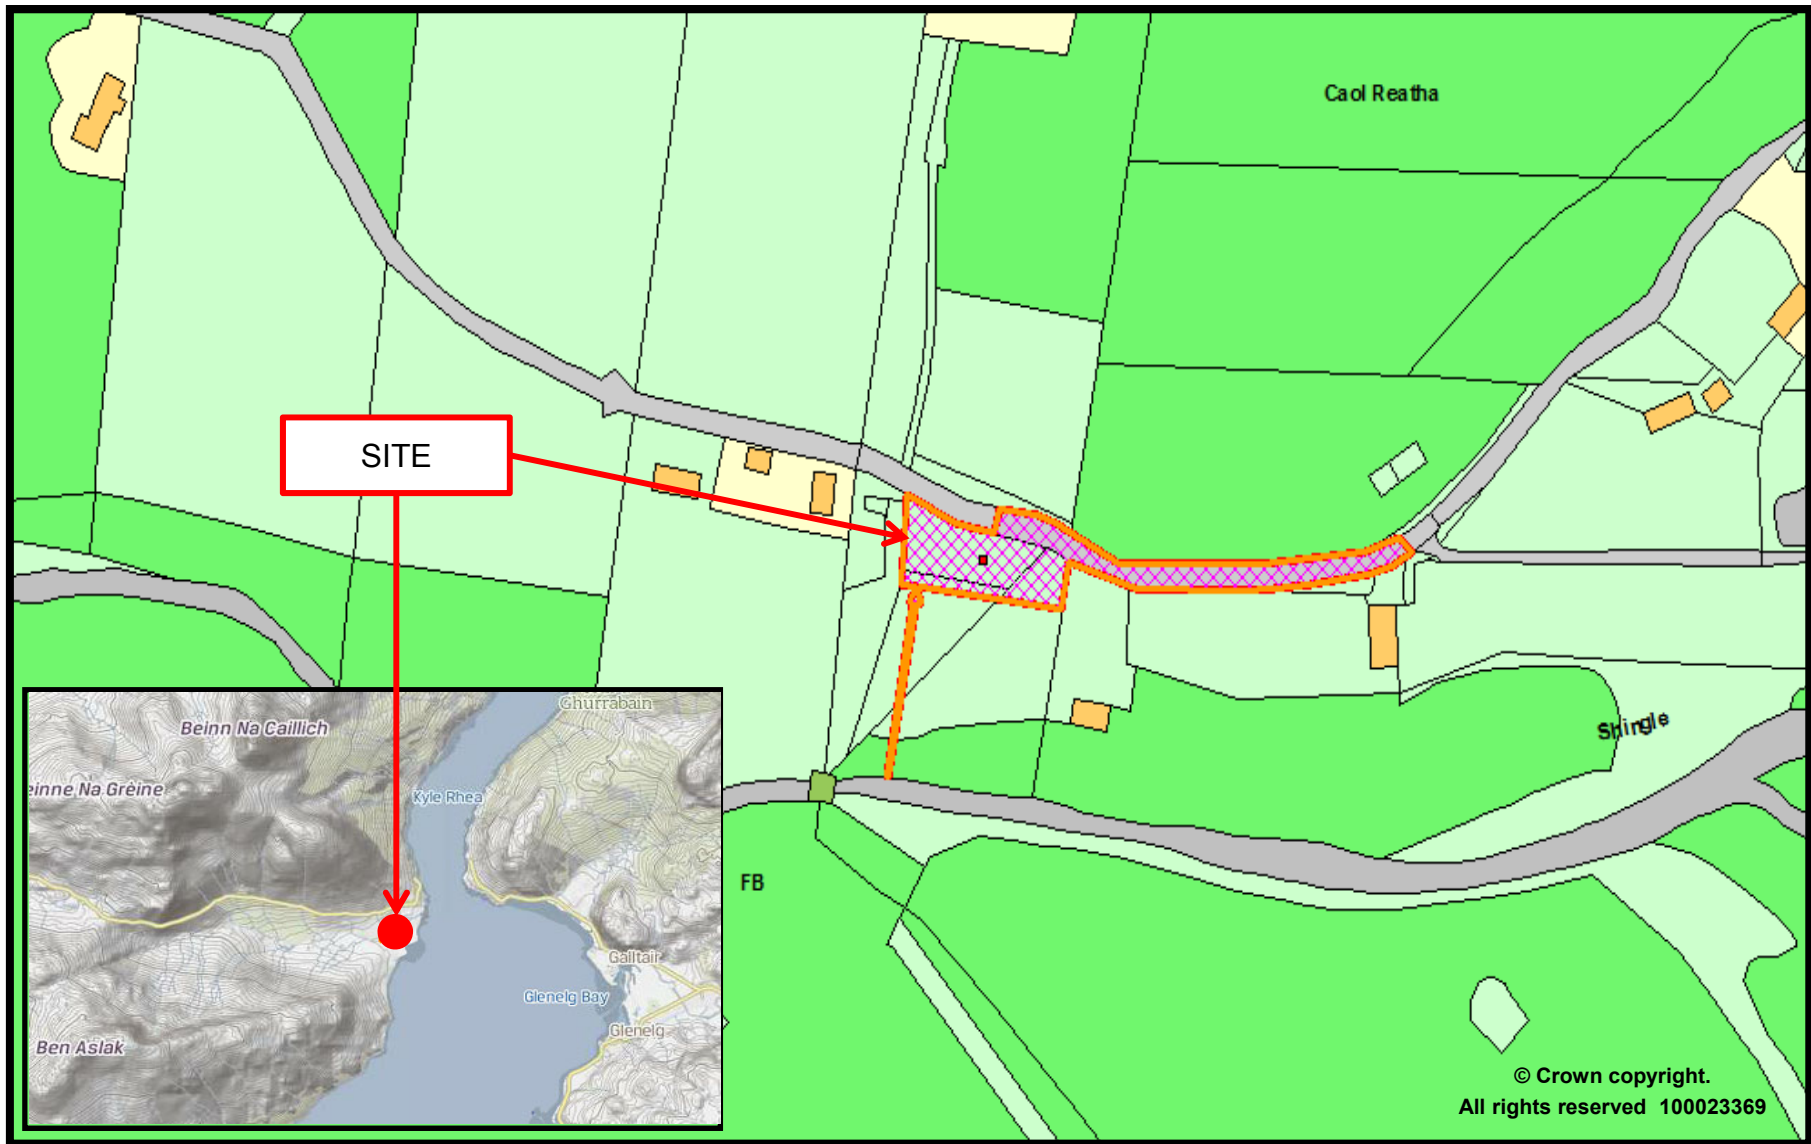 Caol Reatha
SITE
Shingle
FB
Ghurrabain
Beinn Na Caillich
einne Na Grèine
Kyle Rhea
Galltair
Glenelg Bay
Glenelg
Ben Aslak
© Crown copyright.
All rights reserved 100023369